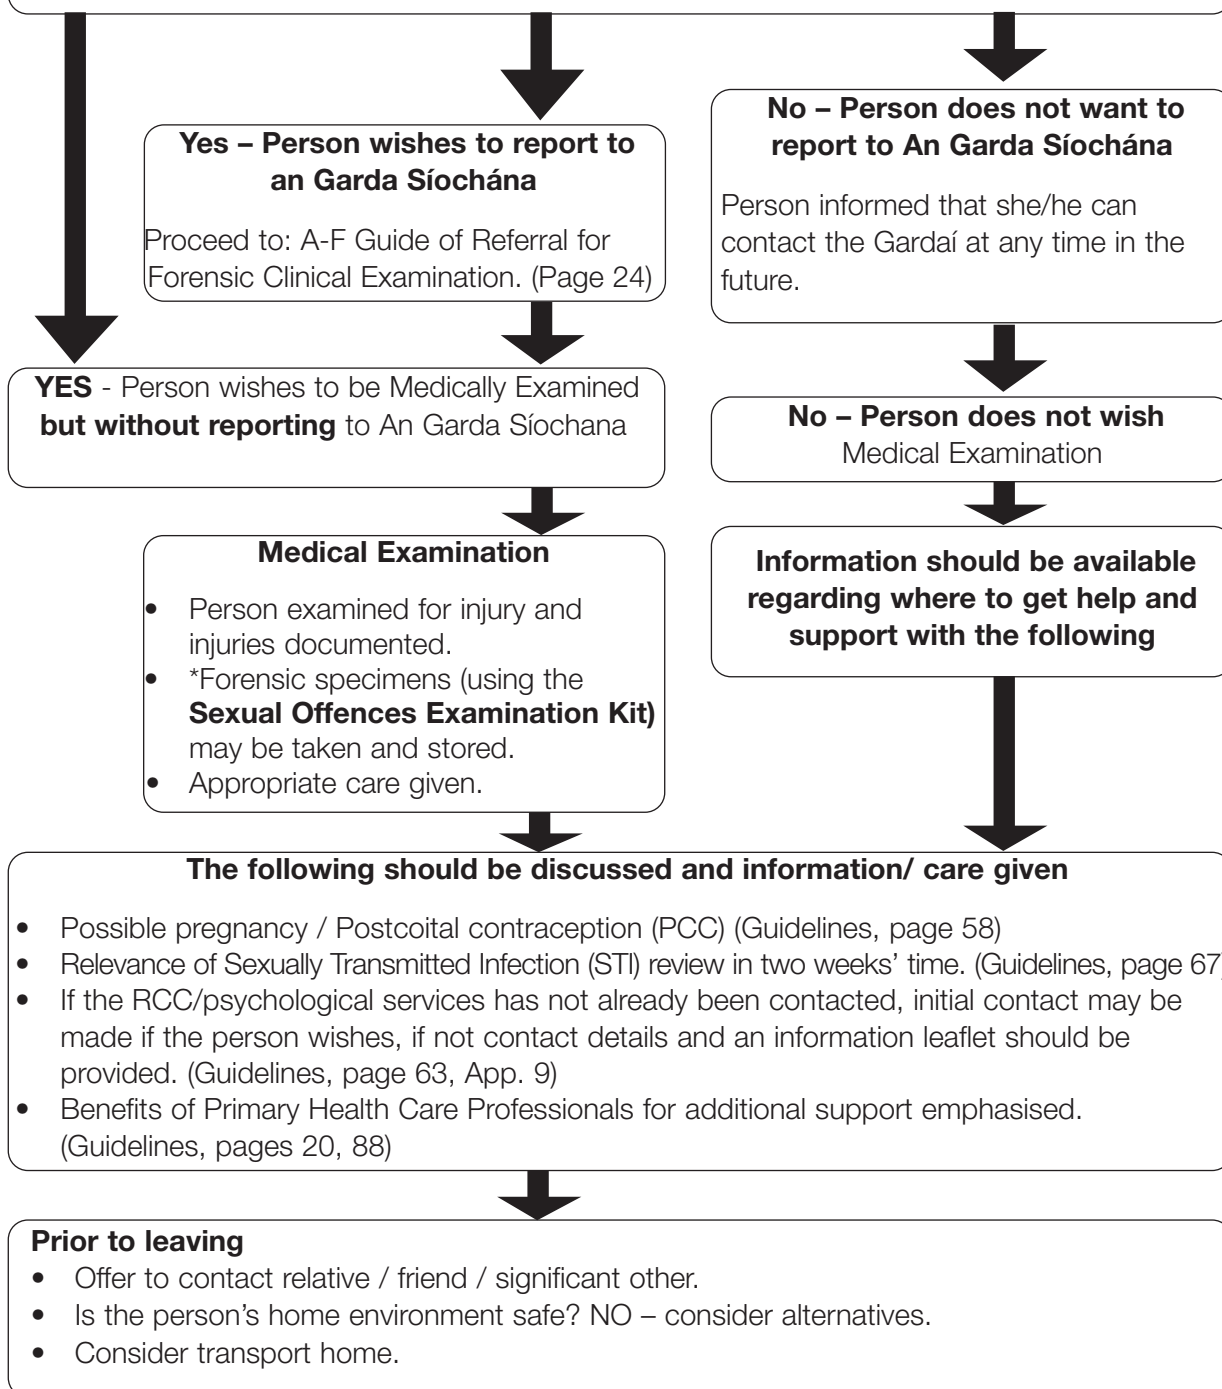 Yes – Person wishes to report to
an Garda Síochána
Proceed to: A-F Guide of Referral for
Forensic Clinical Examination. (Page 24)
No – Person does not want to
report to An Garda Síochána
Person informed that she/he can
contact the Gardaí at any time in the
future.
YES - Person wishes to be Medically Examined
but without reporting to An Garda Síochana
No – Person does not wish
Medical Examination
Medical Examination
• Person examined for injury and
injuries documented.
• *Forensic specimens (using the
Sexual Offences Examination Kit)
may be taken and stored.
• Appropriate care given.
Information should be available
regarding where to get help and
support with the following
The following should be discussed and information/ care given
• Possible pregnancy / Postcoital contraception (PCC) (Guidelines, page 58)
• Relevance of Sexually Transmitted Infection (STI) review in two weeks’ time. (Guidelines, page 67)
• If the RCC/psychological services has not already been contacted, initial contact may be
made if the person wishes, if not contact details and an information leaflet should be
provided. (Guidelines, page 63, App. 9)
• Benefits of Primary Health Care Professionals for additional support emphasised.
(Guidelines, pages 20, 88)
Prior to leaving
• Offer to contact relative / friend / significant other.
• Is the person’s home environment safe? NO – consider alternatives.
• Consider transport home.